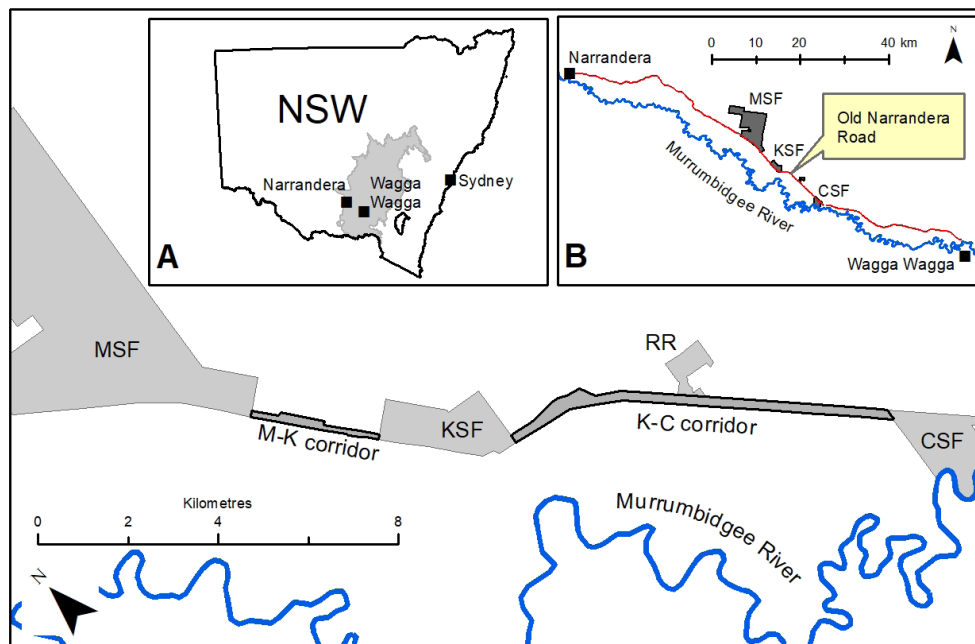 NSW
Narrandera
Wagga
Wagga
Sydney
A
0 10 20 40 km
N
Narrandera
MSF
Old Narrandera
Road
KSF
CSF
Murrumbidgee River
Wagga Wagga
B
MSF
RR
M-K corridor
KSF
K-C corridor
CSF
Kilometres
0 2 4 8
Murrumbidgee River
N